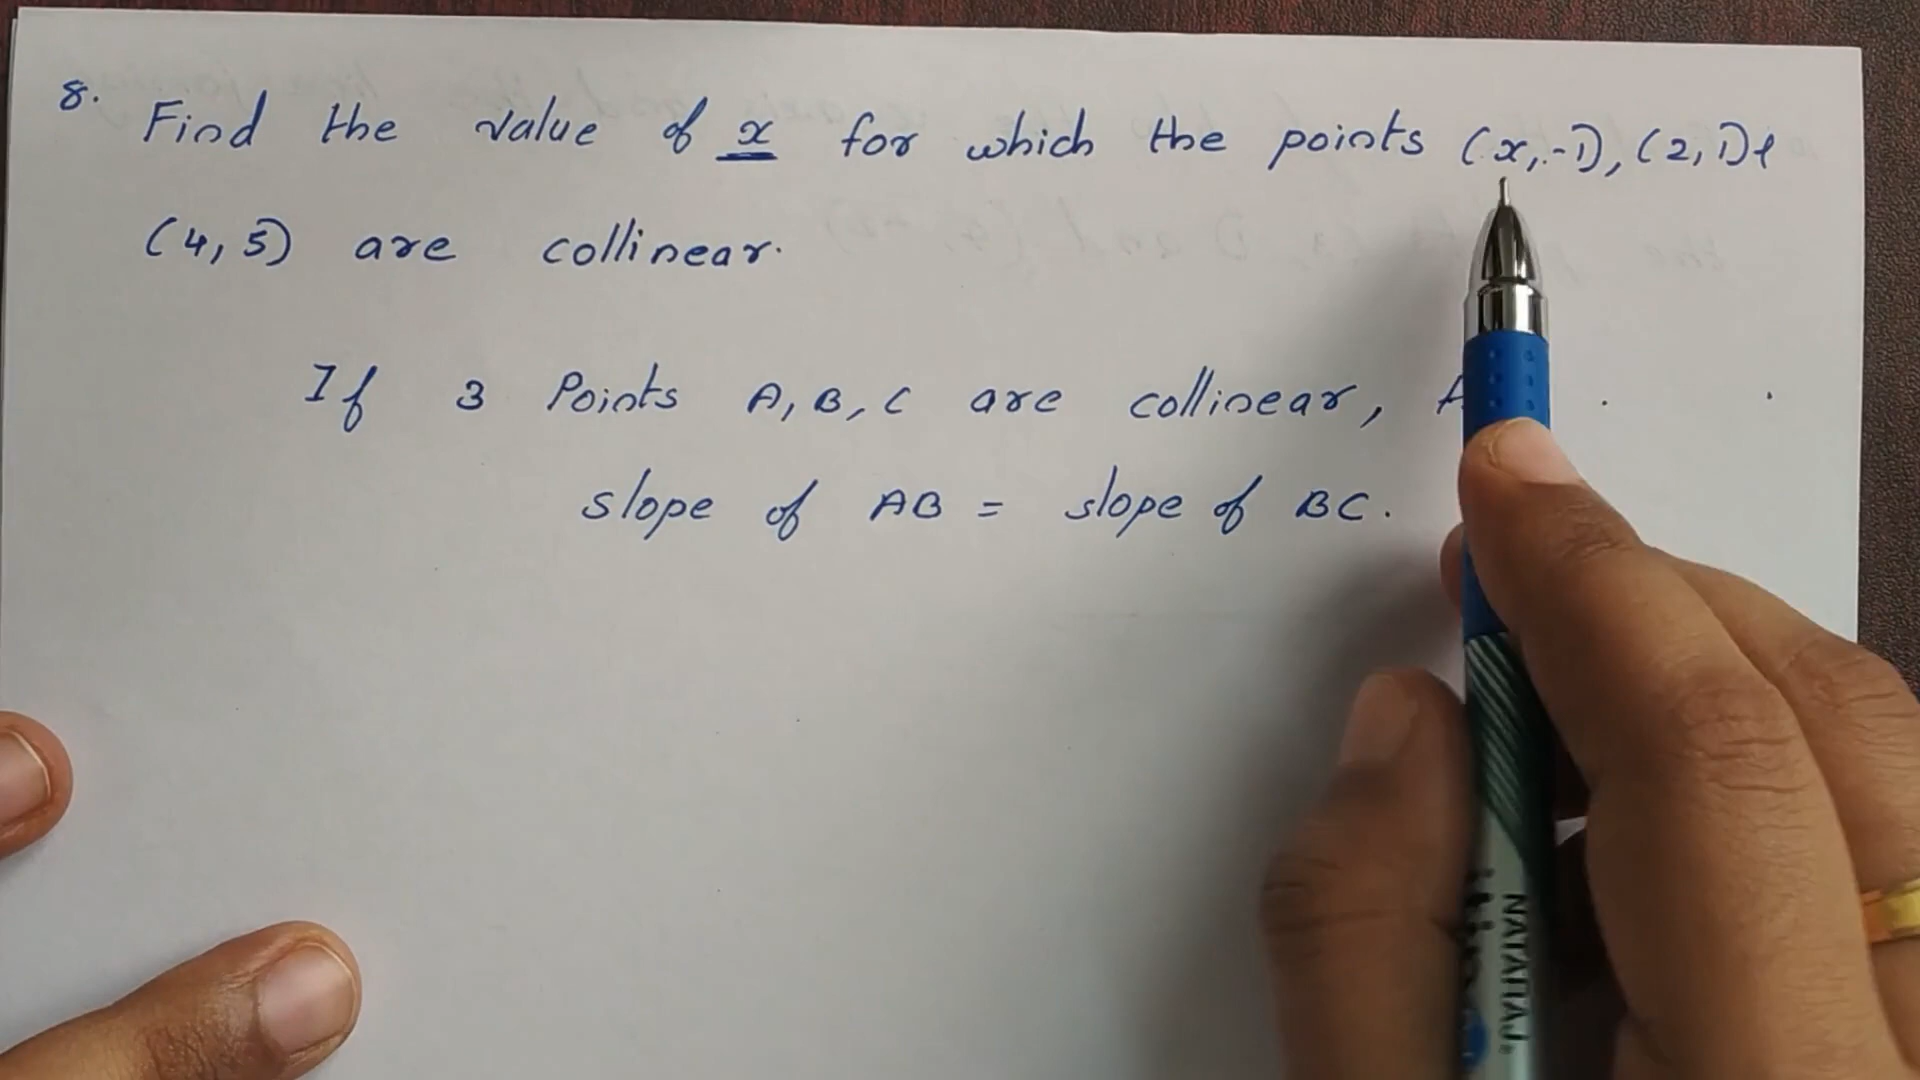 8. Find the value of x for which the points (x, -1), (2, 1) &
(4, 5) are collinear.
If 3 Points A, B, C are collinear,
slope of AB = slope of BC.
NATARAJ